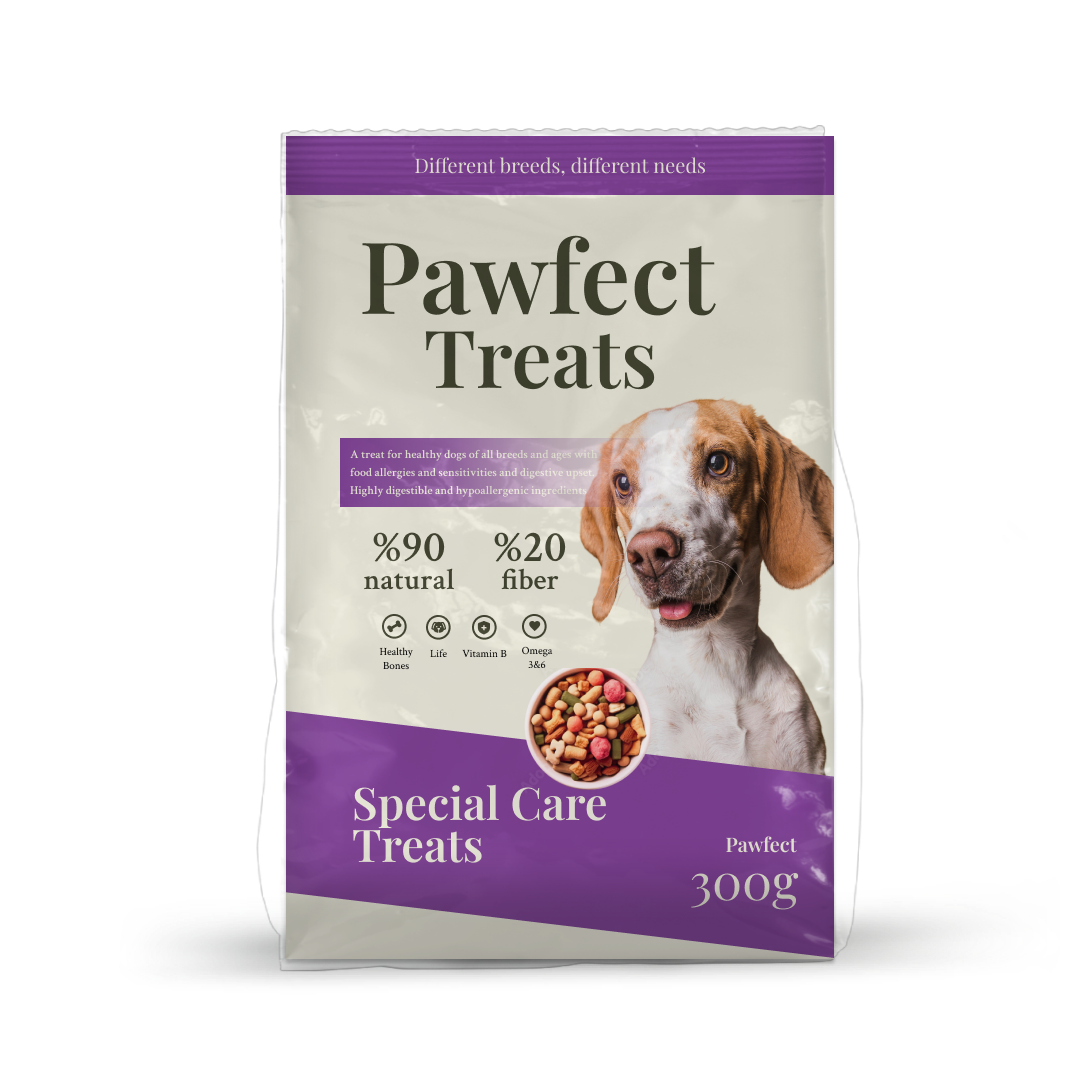 Different breeds, different needs
Pawfect
Treats
A treat for healthy dogs of all breeds and ages with
food allergies and sensitivities and digestive upset.
Highly digestible and hypoallergenic ingredients
%90
natural
%20
fiber
Healthy
Bones
Life
Vitamin B
Omega
3&6
Special Care
Treats
Pawfect
300g